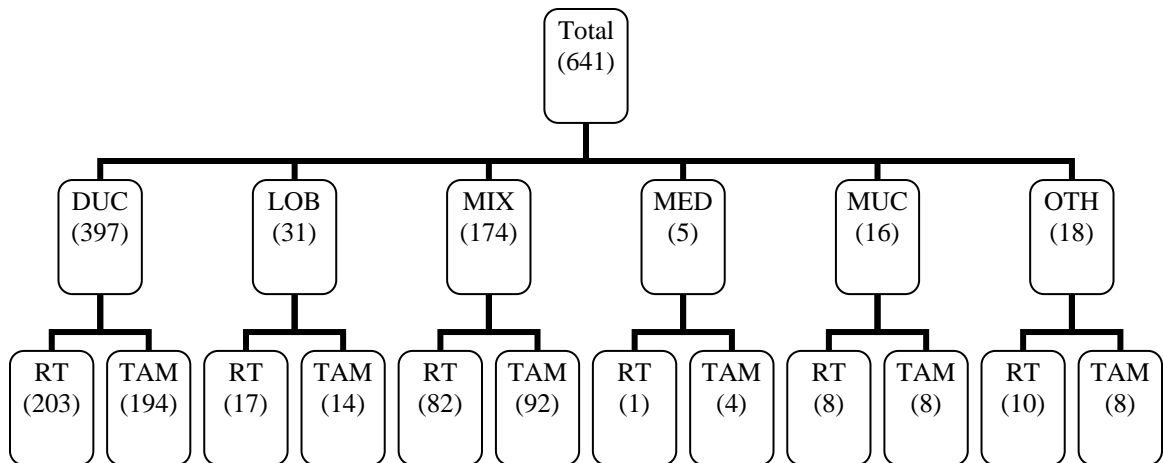 Total
(641)
DUC
(397)
LOB
(31)
MIX
(174)
MED
(5)
MUC
(16)
OTH
(18)
RT
(203)
TAM
(194)
RT
(17)
TAM
(14)
RT
(82)
TAM
(92)
RT
(1)
TAM
(4)
RT
(8)
TAM
(8)
RT
(10)
TAM
(8)